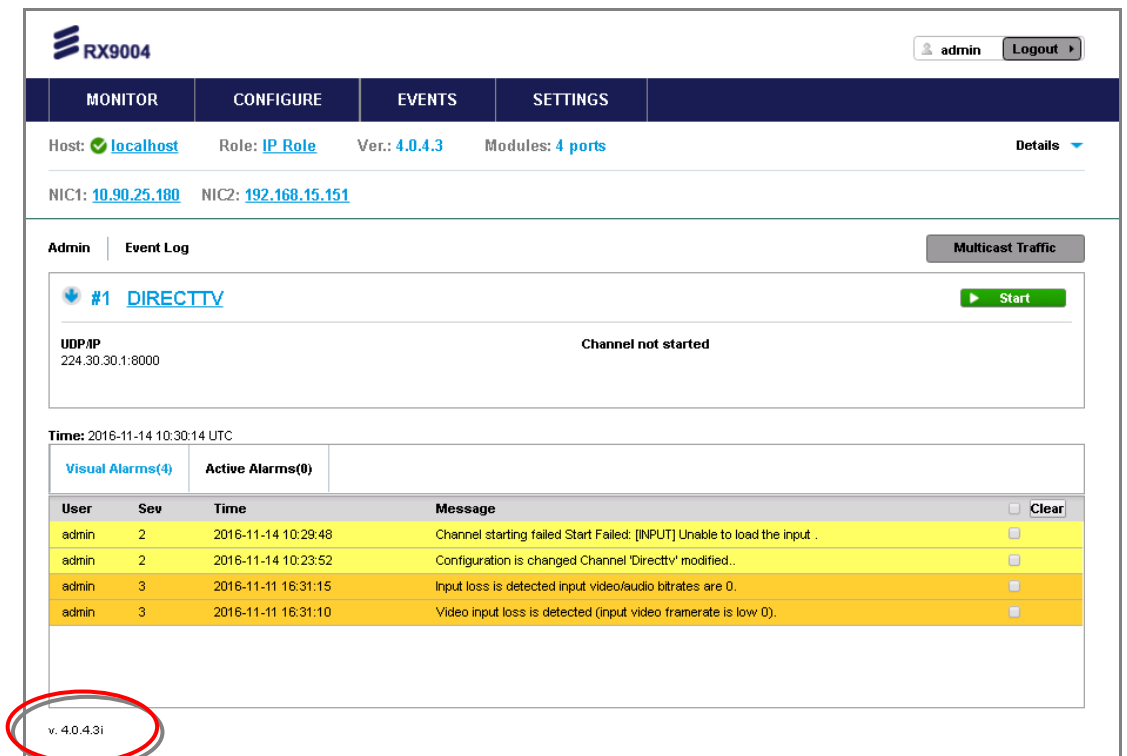 RX9004
admin Logout
MONITOR CONFIGURE EVENTS SETTINGS
Host: localhost Role: IP Role Ver.: 4.0.4.3 Modules: 4 ports Details
NIC1: 10.90.25.180 NIC2: 192.168.15.151
Admin Event Log Multicast Traffic
#1 DIRECTTV Start
UDP/IP Channel not started
224.30.30.1:8000
Time: 2016-11-14 10:30:14 UTC
Visual Alarms(4) Active Alarms(0)
User Sev Time Message Clear
admin 2 2016-11-14 10:29:48 Channel starting failed Start Failed: [INPUT] Unable to load the input .
admin 2 2016-11-14 10:23:52 Configuration is changed Channel 'Directtv' modified..
admin 3 2016-11-11 16:31:15 Input loss is detected input video/audio bitrates are 0.
admin 3 2016-11-11 16:31:10 Video input loss is detected (input video framerate is low 0).
v. 4.0.4.3i